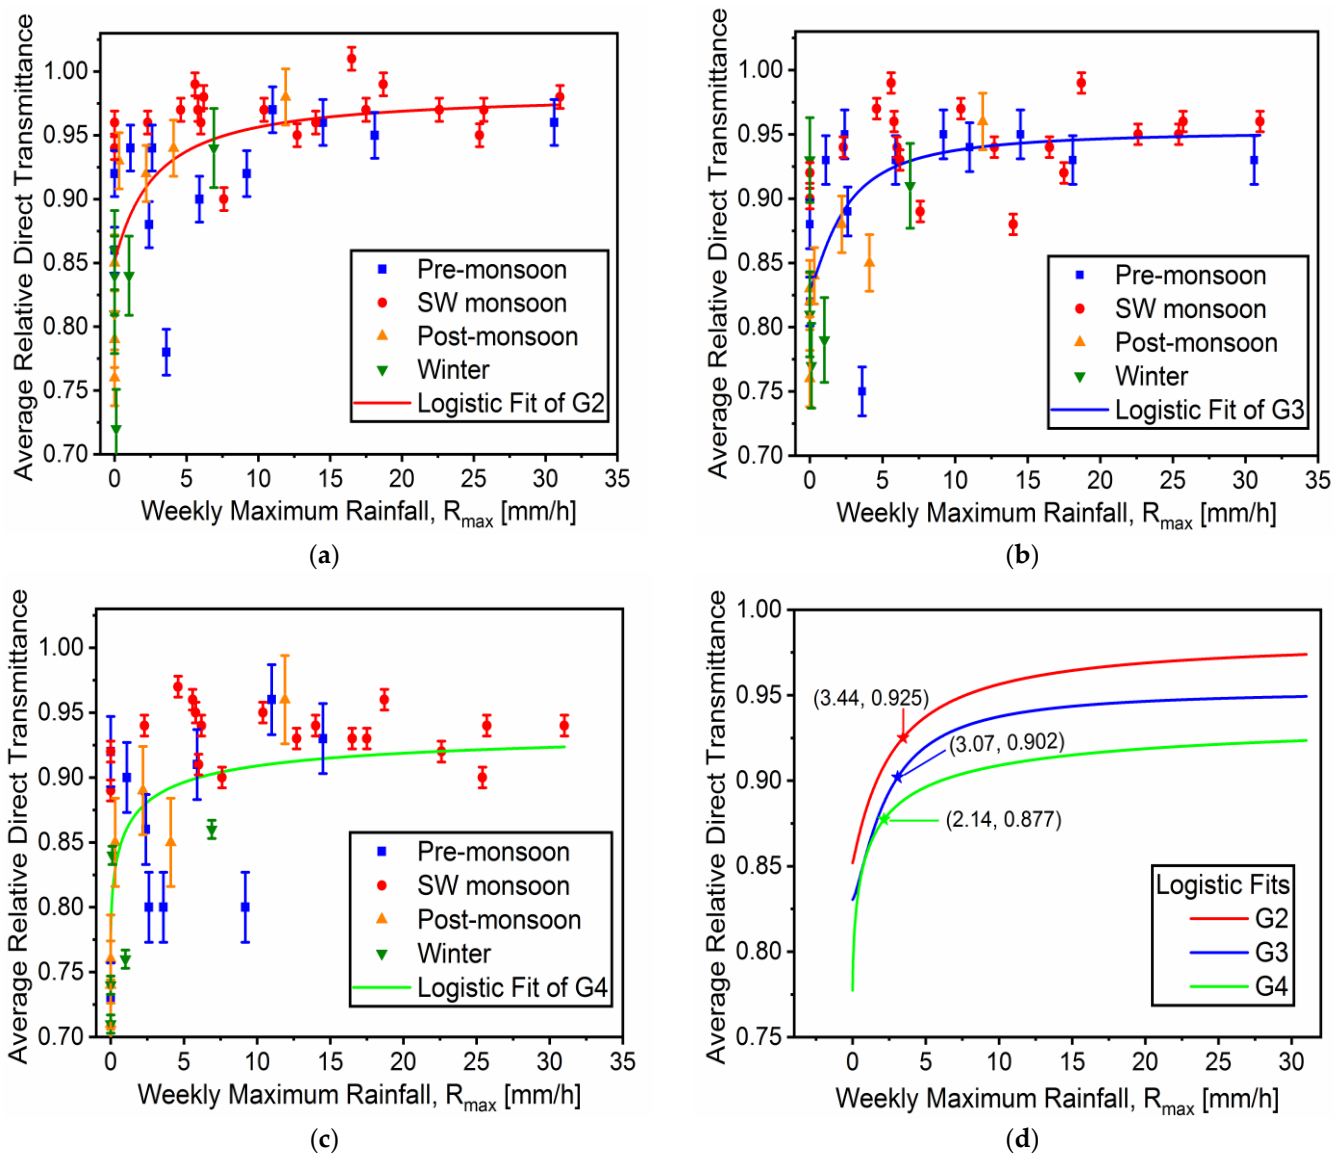 Average Relative Direct Transmittance
1.00
0.95
0.90
0.85
0.80
0.75
0.70
0 5 10 15 20 25 30 35
Weekly Maximum Rainfall, Rmax [mm/h]
Pre-monsoon
SW monsoon
Post-monsoon
Winter
Logistic Fit of G2
(a)
Average Relative Direct Transmittance
1.00
0.95
0.90
0.85
0.80
0.75
0.70
0 5 10 15 20 25 30 35
Weekly Maximum Rainfall, Rmax [mm/h]
Pre-monsoon
SW monsoon
Post-monsoon
Winter
Logistic Fit of G3
(b)
Average Relative Direct Transmittance
1.00
0.95
0.90
0.85
0.80
0.75
0.70
0 5 10 15 20 25 30 35
Weekly Maximum Rainfall, Rmax [mm/h]
Pre-monsoon
SW monsoon
Post-monsoon
Winter
Logistic Fit of G4
(c)
Average Relative Direct Transmittance
1.00
0.95
0.90
0.85
0.80
0.75
0 5 10 15 20 25 30
Weekly Maximum Rainfall, Rmax [mm/h]
(3.44, 0.925)
(3.07, 0.902)
(2.14, 0.877)
Logistic Fits
G2
G3
G4
(d)